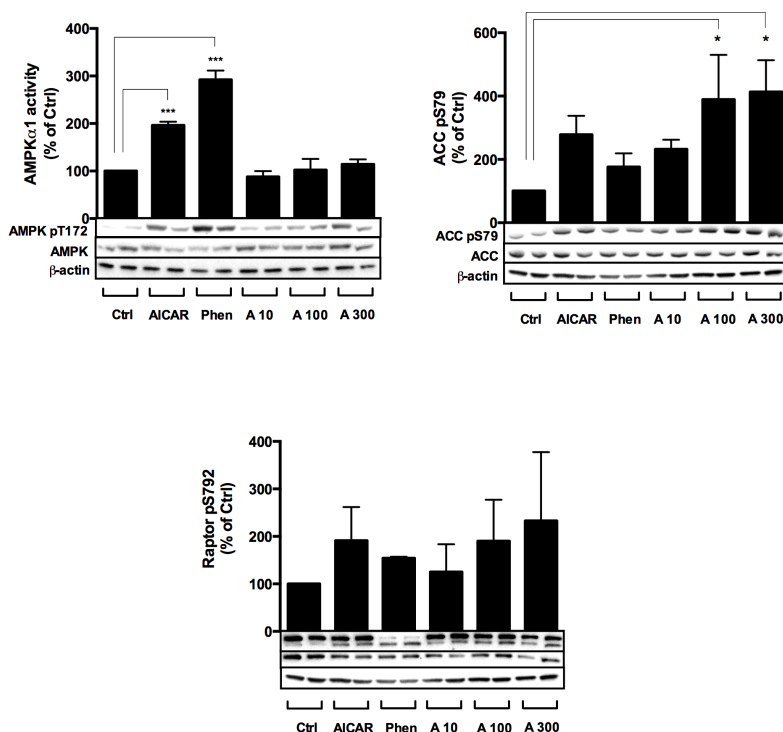 AMPKα1 activity
(% of Ctrl)
400
300
200
100
0
***
***
AMPK pT172
AMPK
β-actin
Ctrl AICAR Phen A 10 A 100 A 300
ACC pS79
(% of Ctrl)
600
400
200
0
*
*
ACC pS79
ACC
β-actin
Ctrl AICAR Phen A 10 A 100 A 300
Raptor pS792
(% of Ctrl)
400
300
200
100
0
Ctrl AICAR Phen A 10 A 100 A 300